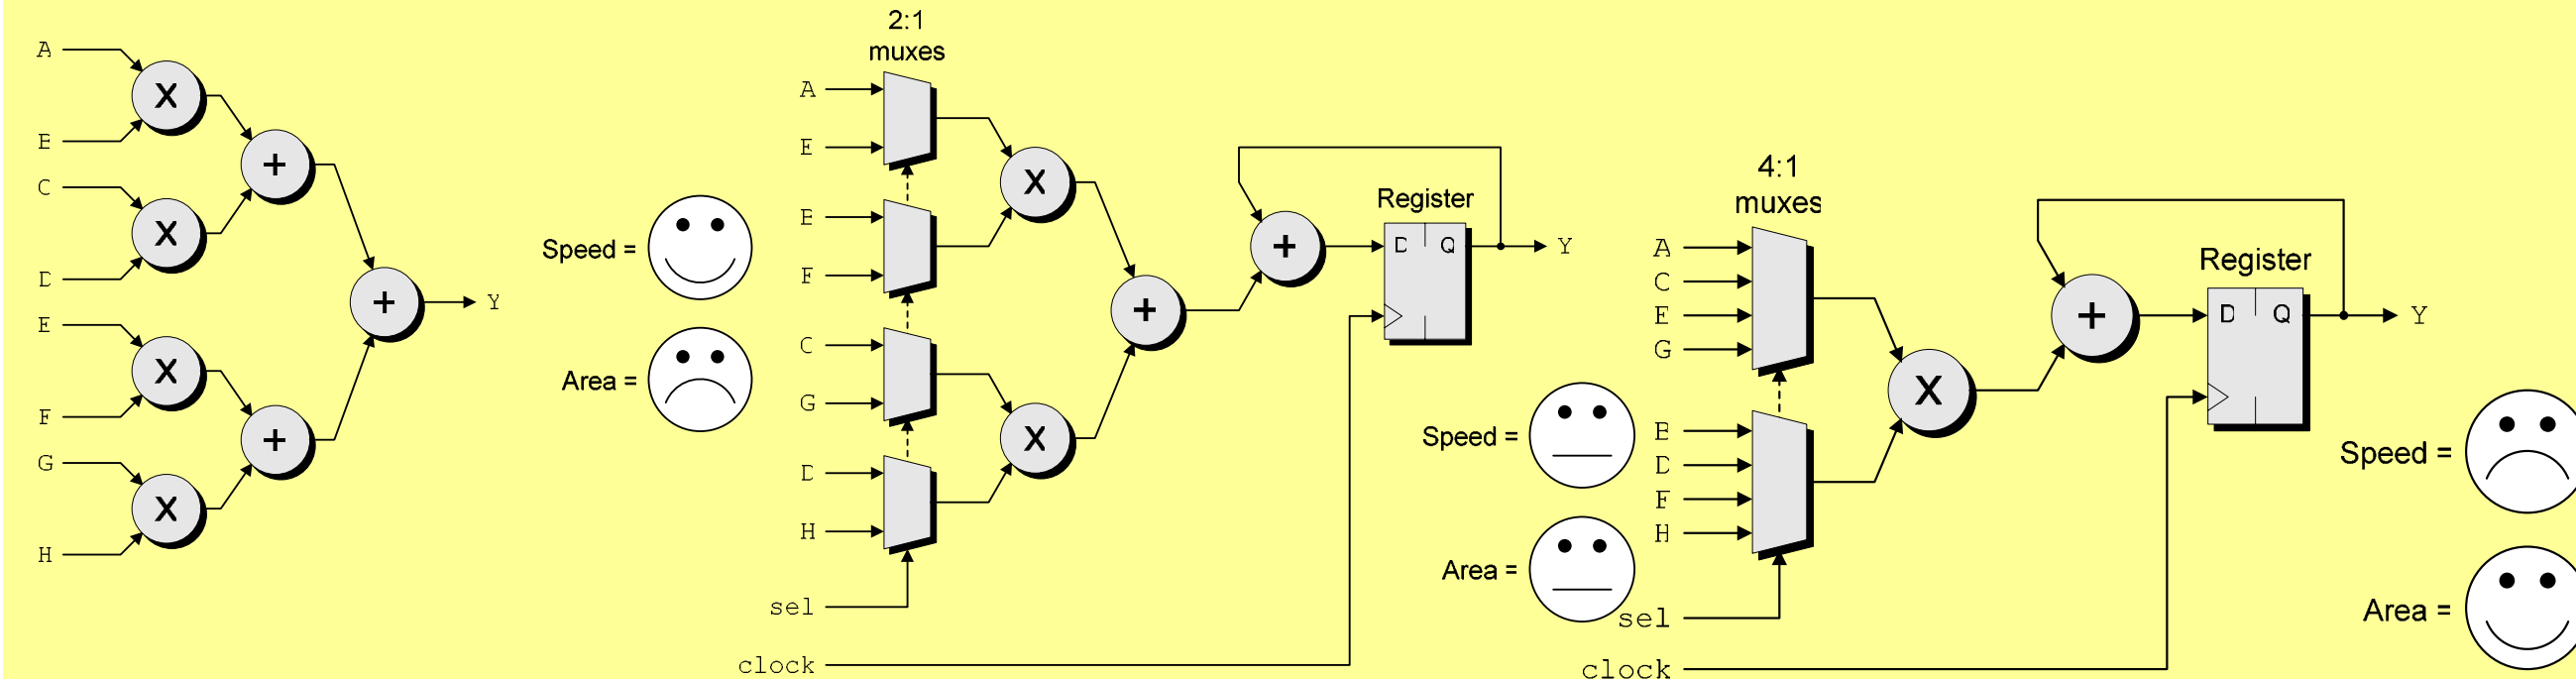 A
X
B
+
C
X
D
+
Y
E
X
F
+
G
X
H
Speed =
Area =
2:1
muxes
A
E
X
B
F
+
C
G
X
D
H
sel
clock
+
Register
D Q
Y
Speed =
Area =
4:1
muxes
A
C
E
G
X
B
D
F
H
sel
clock
+
Register
D Q
Y
Speed =
Area =